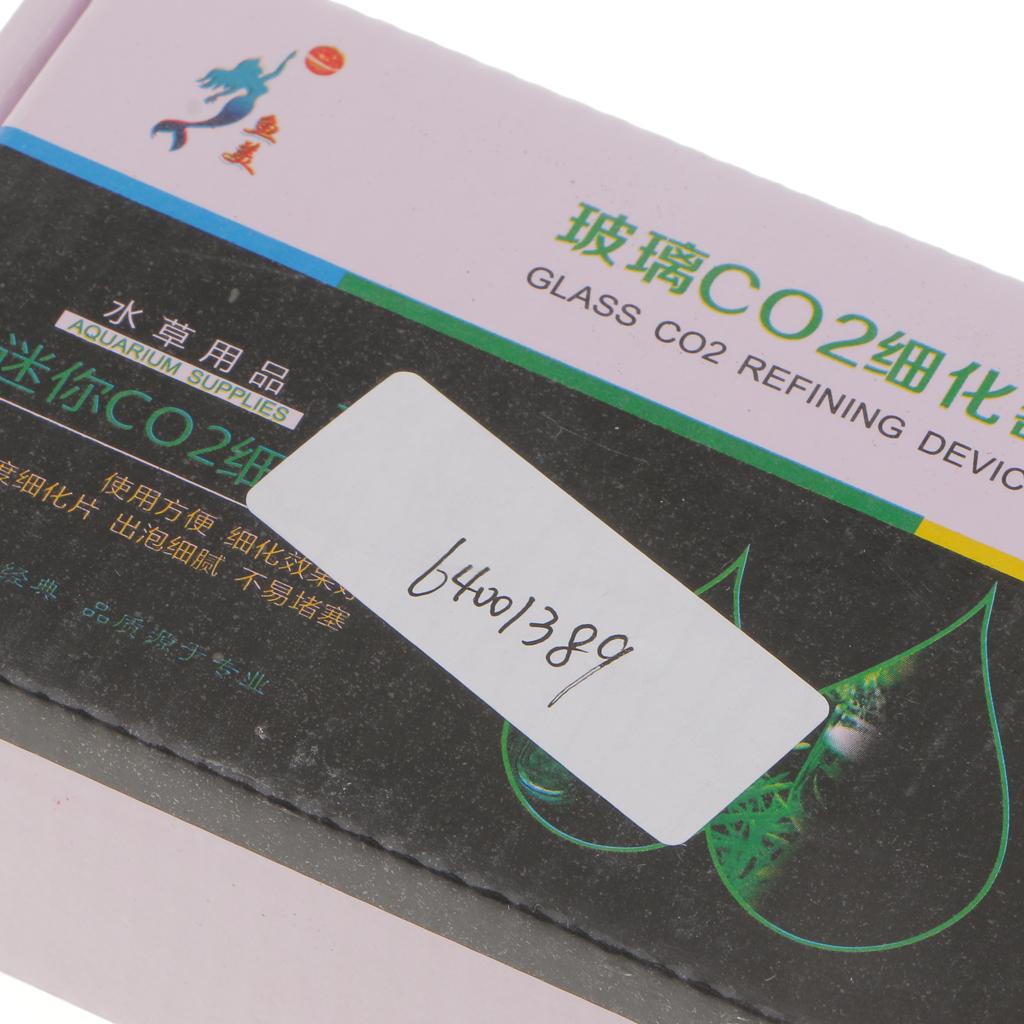 鱼
美
玻璃CO2细化
GLASS CO2 REFINING DEVIC
水草用品
AQUARIUM SUPPLIES
迷你CO2细
使用方便 细化效果
度细化片 出泡细腻 不易堵塞
经典 品质源于专业
64001389